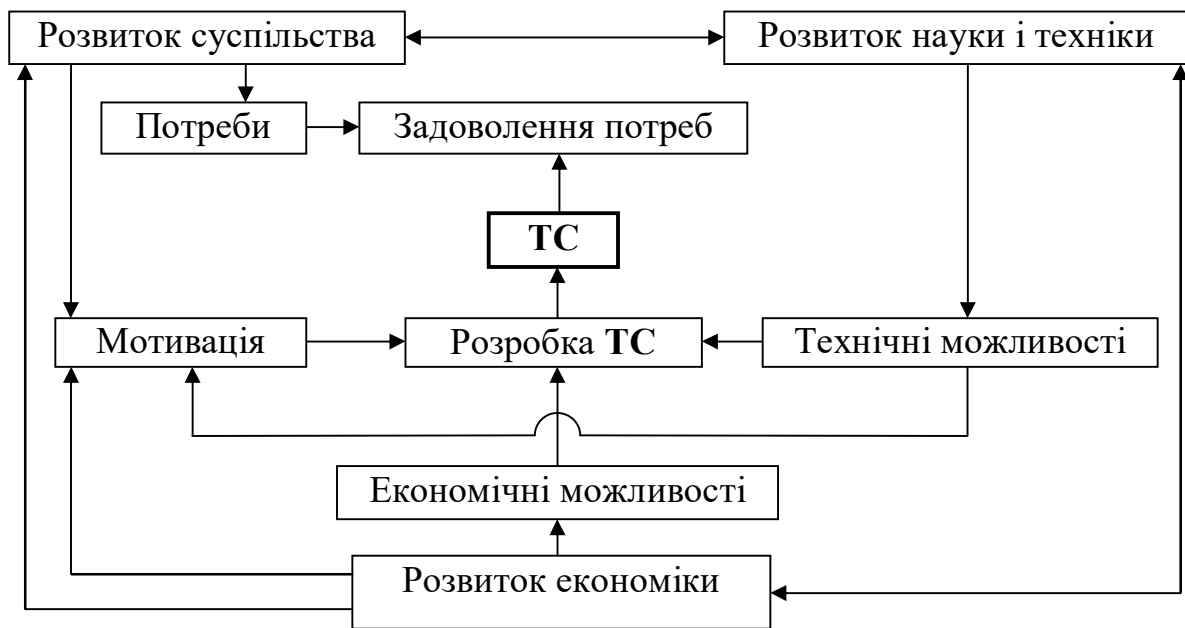 Розвиток суспільства
Розвиток науки і техніки
Потреби
Задоволення потреб
ТС
Мотивація
Розробка ТС
Технічні можливості
Економічні можливості
Розвиток економіки